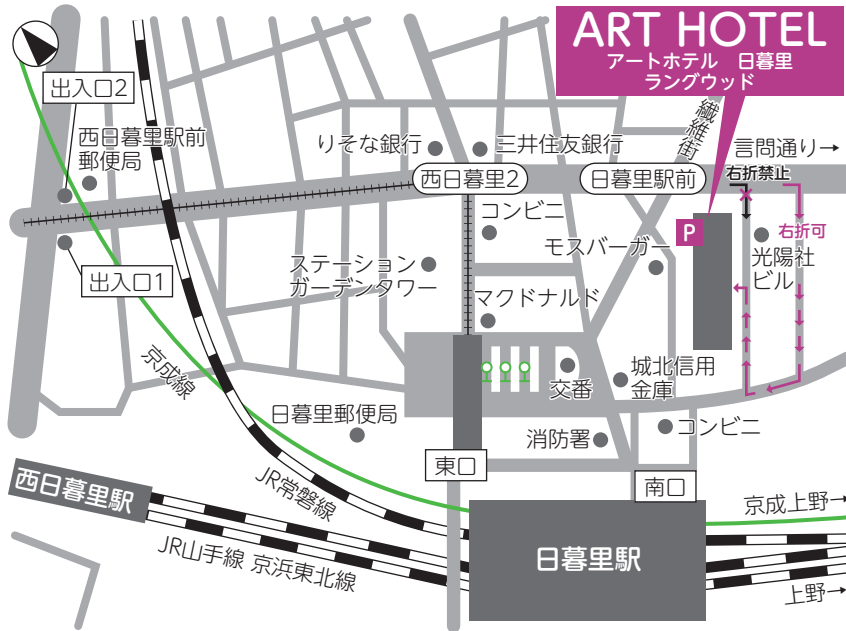 ART HOTEL
アートホテル 日暮里
ラングウッド
出入口2
西日暮里駅前
郵便局
りそな銀行
三井住友銀行
繊維街
言問通り→
西日暮里2
日暮里駅前
右折禁止
コンビニ
P
右折可
モスバーガー
光陽社
ビル
出入口1
ステーション
ガーデンタワー
マクドナルド
京成線
交番
城北信用
金庫
日暮里郵便局
消防署
コンビニ
東口
西日暮里駅
JR常磐線
南口
京成上野→
JR山手線 京浜東北線
日暮里駅
上野→